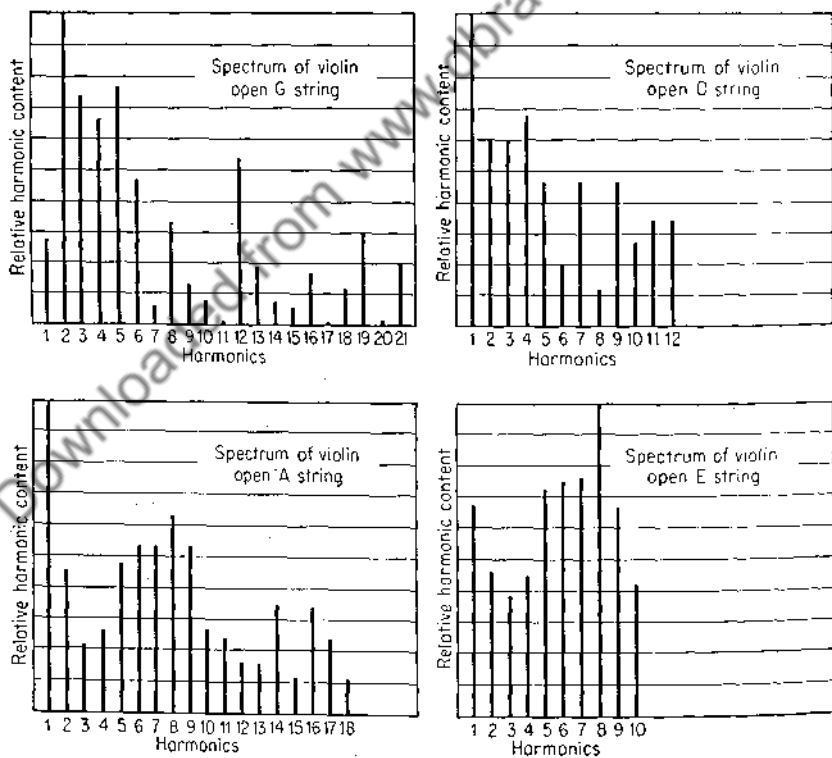 Relative harmonic content
Spectrum of violin
open G string
1 2 3 4 5 6 7 8 9 10 11 12 13 14 15 16 17 18 19 20 21
Harmonics
Relative harmonic content
Spectrum of violin
open D string
1 2 3 4 5 6 7 8 9 10 11 12
Harmonics
Relative harmonic content
Spectrum of violin
open A string
1 2 3 4 5 6 7 8 9 10 11 12 13 14 15 16 17 18
Harmonics
Relative harmonic content
Spectrum of violin
open E string
1 2 3 4 5 6 7 8 9 10
Harmonics
Downloaded from www.dbra